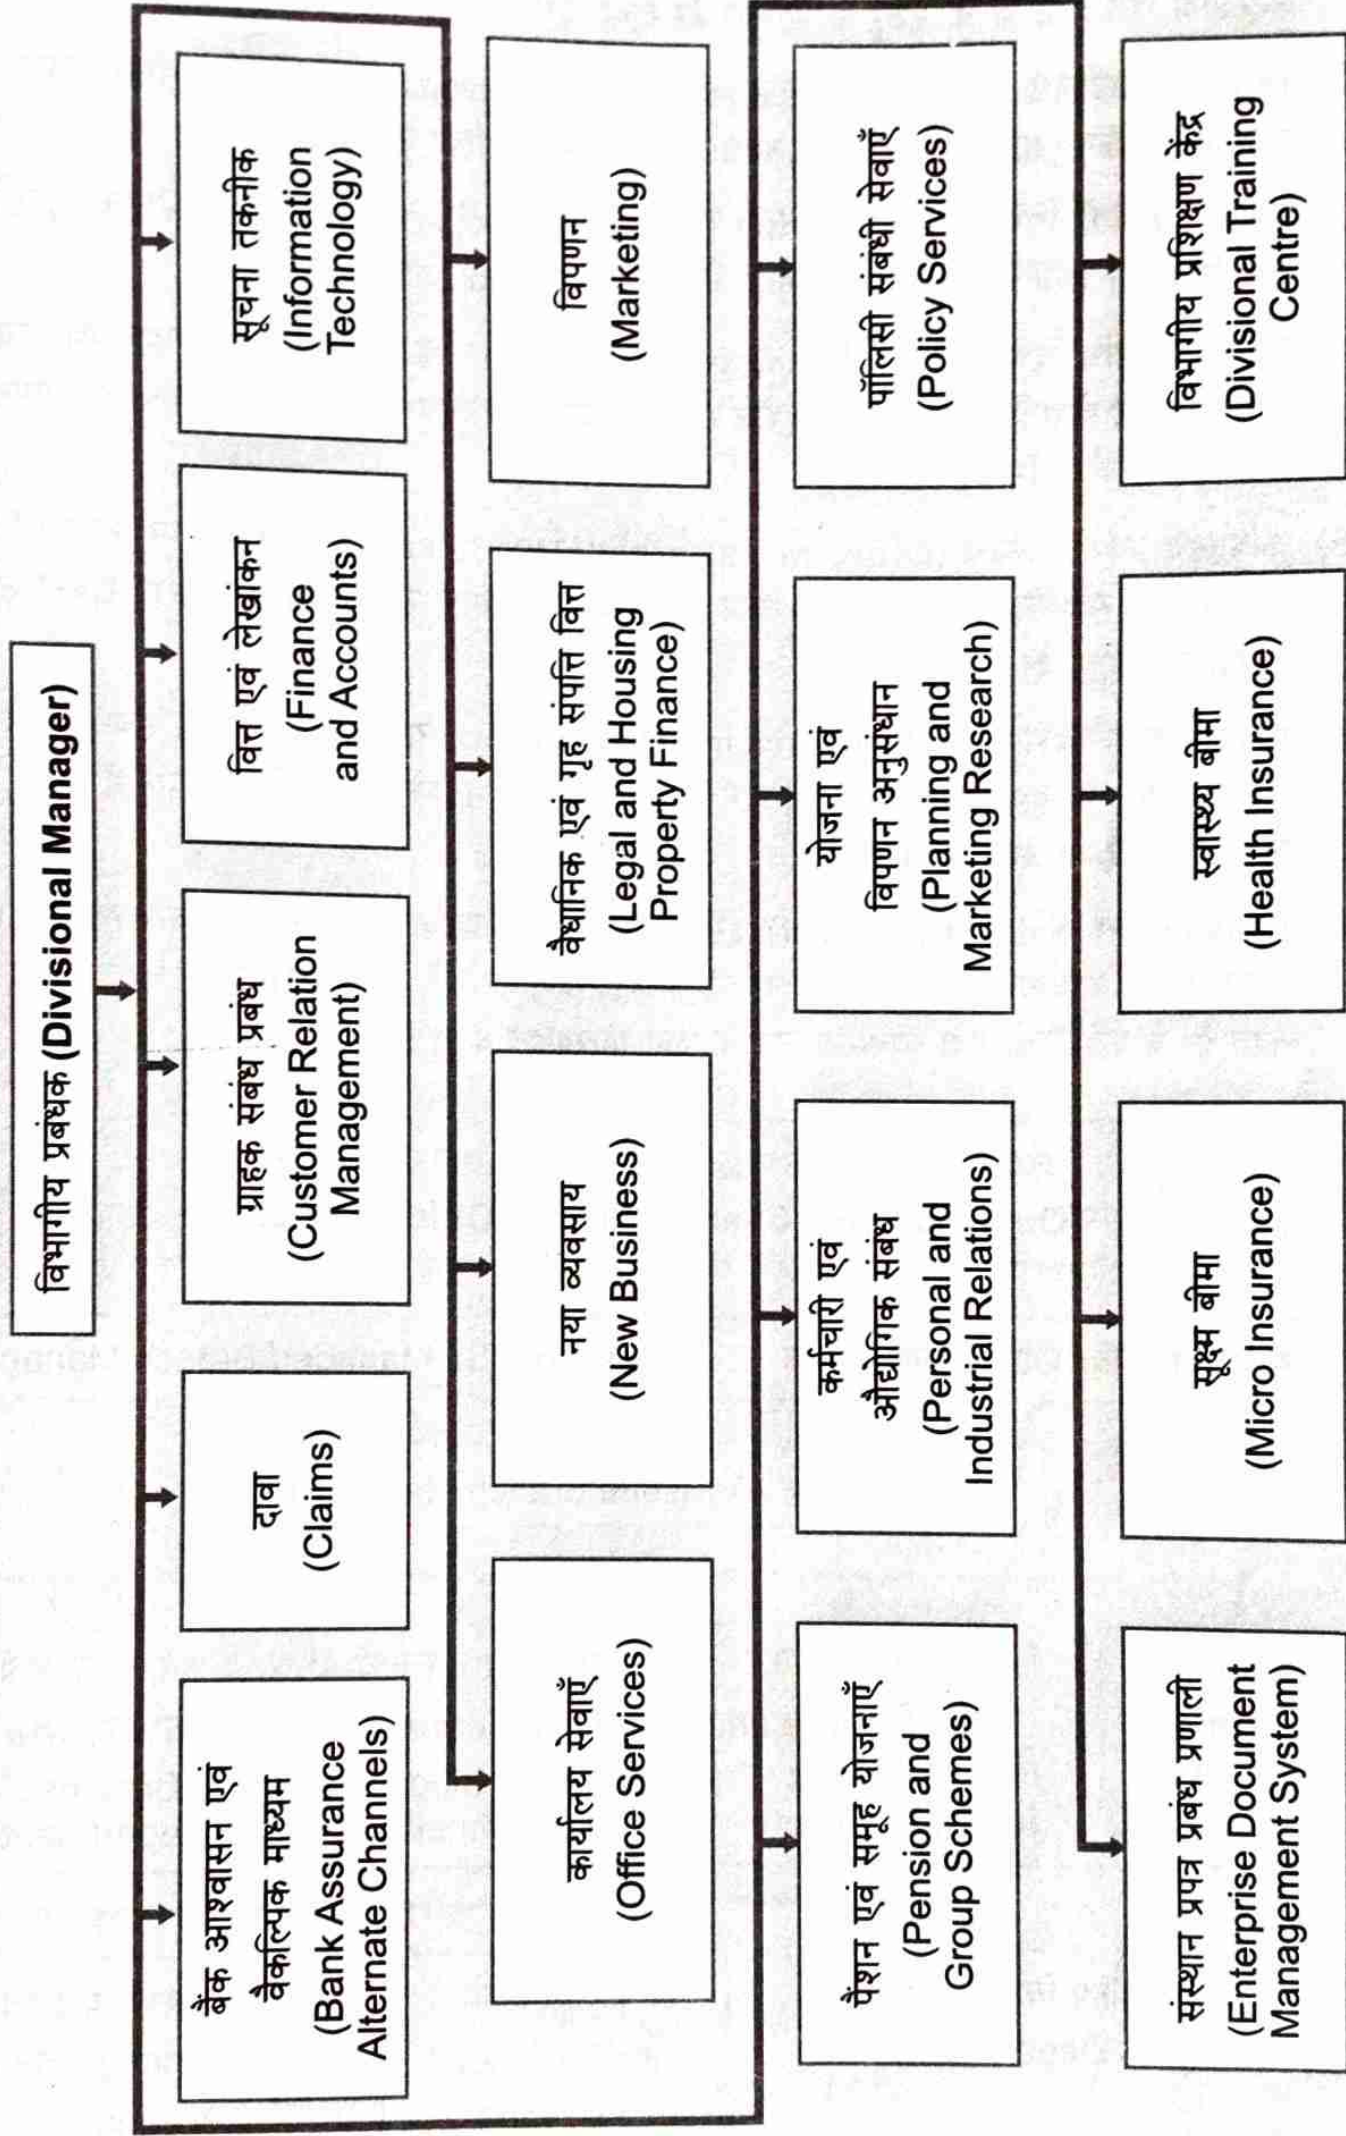 विभागीय प्रबंधक (Divisional Manager)
बैंक आश्वासन एवं
वैकल्पिक माध्यम
(Bank Assurance
Alternate Channels)
दावा
(Claims)
ग्राहक संबंध प्रबंध
(Customer Relation
Management)
वित्त एवं लेखांकन
(Finance
and Accounts)
सूचना तकनीक
(Information
Technology)
कार्यालय सेवाएँ
(Office Services)
नया व्यवसाय
(New Business)
वैधानिक एवं गृह संपत्ति वित्त
(Legal and Housing
Property Finance)
विपणन
(Marketing)
पेंशन एवं समूह योजनाएँ
(Pension and
Group Schemes)
कर्मचारी एवं
औद्योगिक संबंध
(Personal and
Industrial Relations)
योजना एवं
विपणन अनुसंधान
(Planning and
Marketing Research)
पॉलिसी संबंधी सेवाएँ
(Policy Services)
संस्थान प्रपत्र प्रबंध प्रणाली
(Enterprise Document
Management System)
सूक्ष्म बीमा
(Micro Insurance)
स्वास्थ्य बीमा
(Health Insurance)
विभागीय प्रशिक्षण केंद्र
(Divisional Training
Centre)